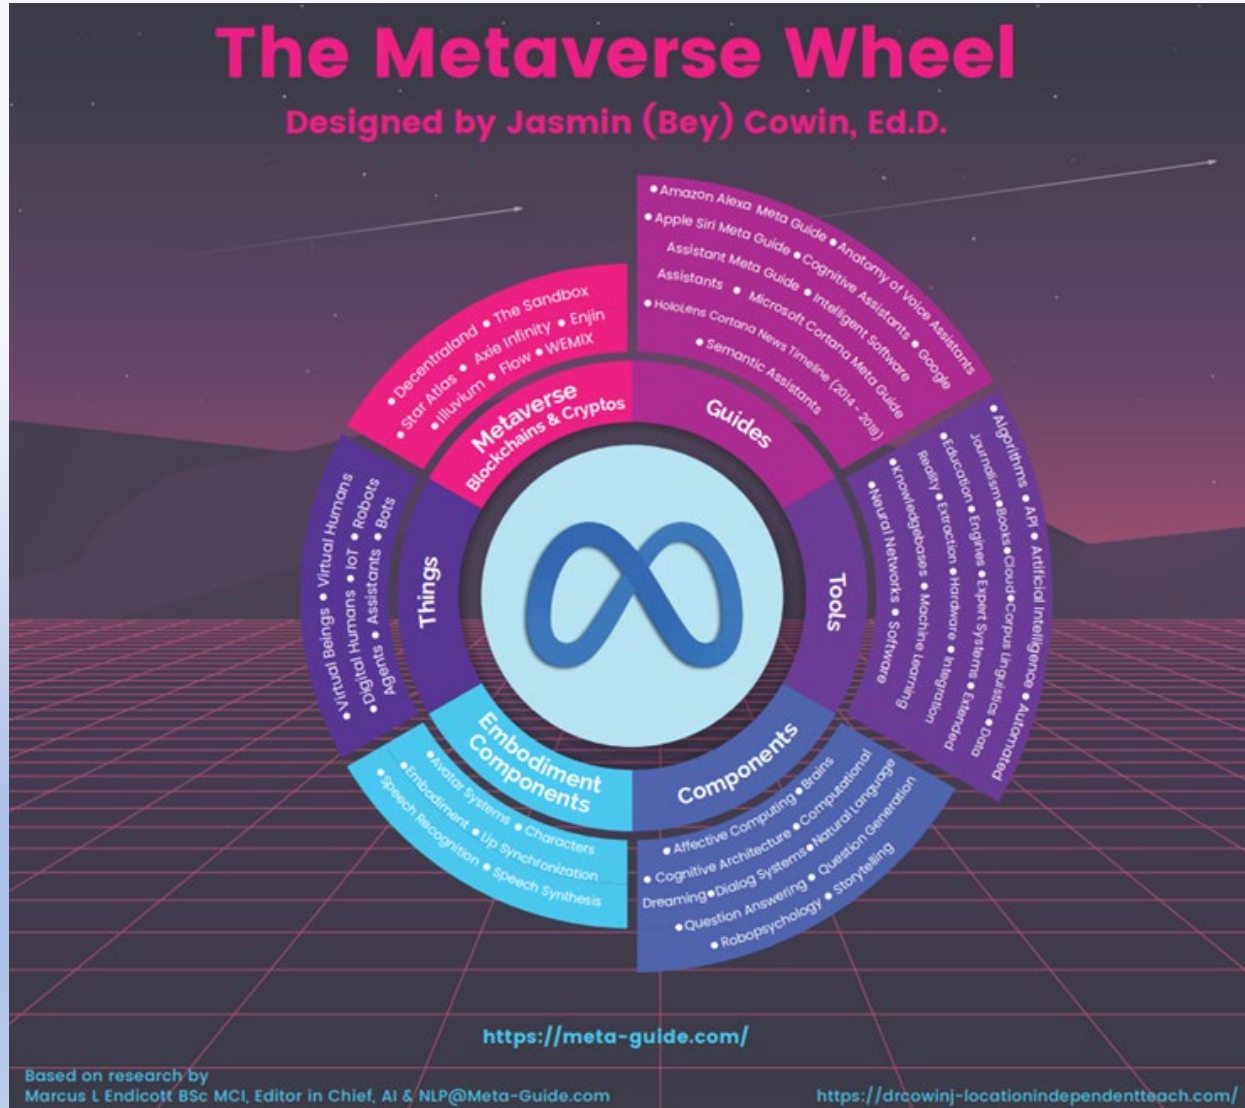 The Metaverse Wheel
Designed by Jasmin (Bey) Cowin, Ed.D.
• Amazon Alexa Meta Guide • Anatomy of Voice Assistants
• Apple Siri Meta Guide • Cognitive Assistants • Google
Assistant Meta Guide • Intelligent Software
Assistants • Microsoft Cortana Meta Guide
• HoloLens Cortana News Timeline (2014 - 2018)
• Semantic Assistants
Guides
• Algorithms • API • Artificial Intelligence • Automated
Journalism • Books • Cloud • Corpus Linguistics • Data
• Education • Engines • Expert Systems • Extended
Reality • Extraction • Hardware • Integration
• Knowledgebases • Machine Learning
• Neural Networks • Software
Tools
Components
• Affective Computing • Brains
• Cognitive Architecture • Computational
Dreaming • Dialog Systems • Natural Language
• Question Answering • Question Generation
• Robopsychology • Storytelling
Embodiment
Components
• Avatar Systems • Characters
• Embodiment • Lip Synchronization
• Speech Recognition • Speech Synthesis
Things
• Virtual Beings • Virtual Humans
• Digital Humans • IoT • Robots
Agents • Assistants • Bots
Metaverse
Blockchains & Cryptos
• Decentraland • The Sandbox
• Star Atlas • Axie Infinity • Enjin
• Illuvium • Flow • WEMIX
https://meta-guide.com/
Based on research by
Marcus L Endicott BSc MCI, Editor in Chief, AI & NLP@Meta-Guide.com
https://drcowinj-locationindependentteach.com/